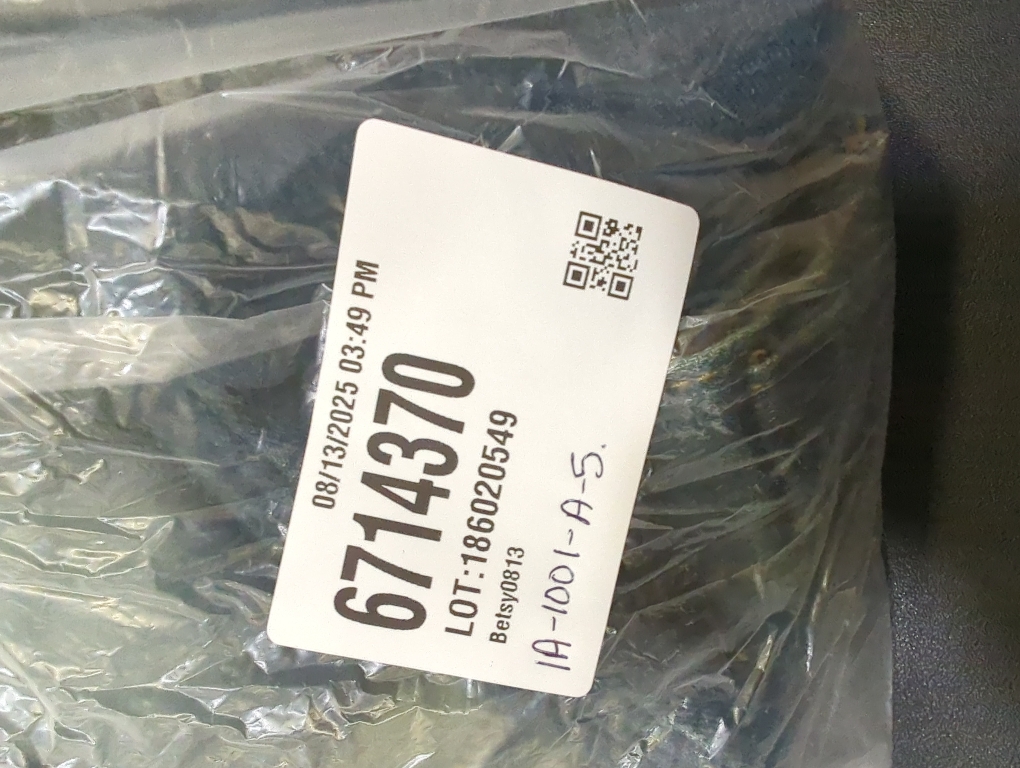 08/13/2025 03:49 PM
6714370
LOT:186020549
Betsy0813
1A-1001-A-5.